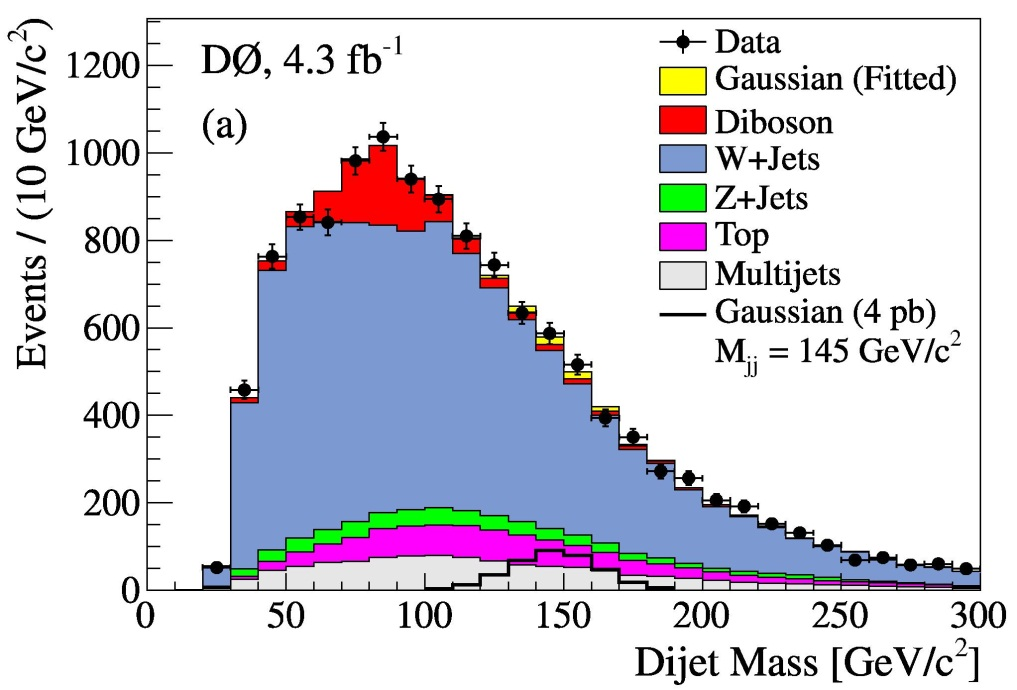 DØ, 4.3 fb⁻¹
(a)
Data
Gaussian (Fitted)
Diboson
W+Jets
Z+Jets
Top
Multijets
Gaussian (4 pb)
M_jj = 145 GeV/c²
Events / (10 GeV/c²)
1200
1000
800
600
400
200
0
0 50 100 150 200 250 300
Dijet Mass [GeV/c²]